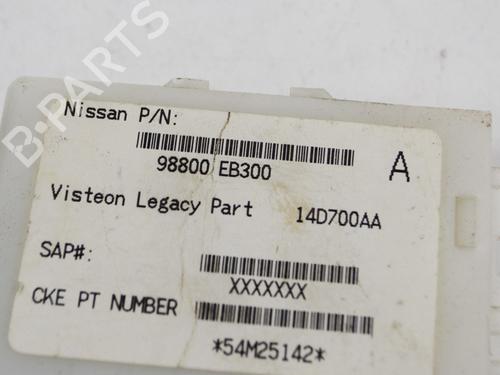 B-PARTS
Nissan P/N:
98800 EB300
A
Visteon Legacy Part 14D700AA
SAP#:
XXXXXXX
CKE PT NUMBER
*54M25142*